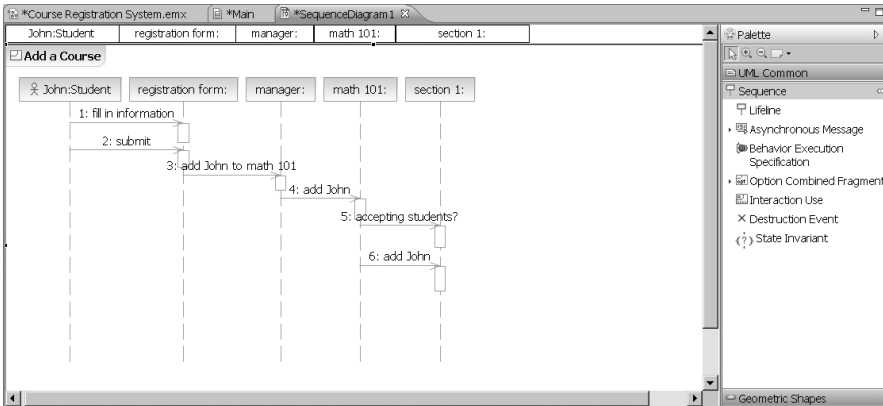 *Course Registration System.emx *Main *SequenceDiagram1
John:Student registration form: manager: math 101: section 1:
Add a Course
John:Student registration form: manager: math 101: section 1:
1: fill in information
2: submit
3: add John to math 101
4: add John
5: accepting students?
6: add John
Palette
UML Common
Sequence
Lifeline
Asynchronous Message
Behavior Execution
Specification
Option Combined Fragment
Interaction Use
Destruction Event
State Invariant
Geometric Shapes